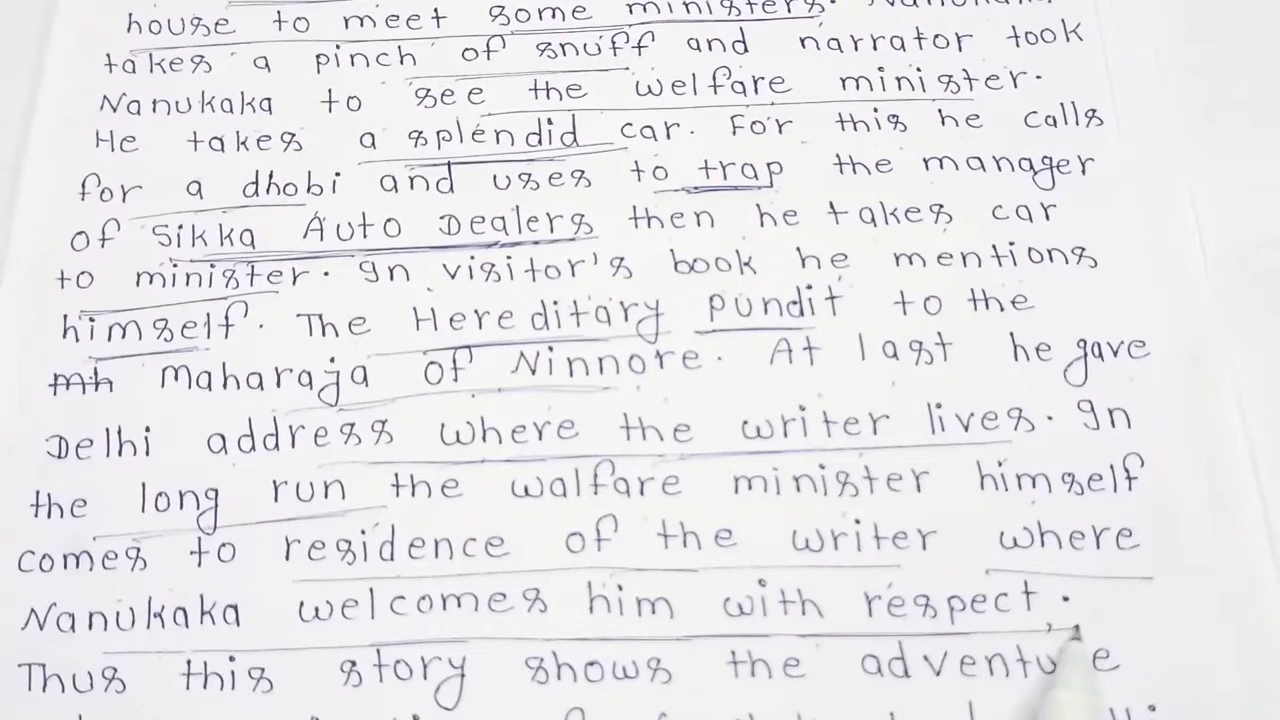 house to meet some ministers.
takes a pinch of snuff and narrator took
Nanukaka to see the welfare minister.
He takes a splendid car. For this he calls
for a dhobi and uses to trap the manager
of Sikka Auto Dealers then he takes car
to minister. In visitor's book he mentions
himself. The Hereditary pundit to the
mh maharaja of Ninnore. At last he gave
Delhi address where the writer lives. In
the long run the walfare minister himself
comes to residence of the writer where
Nanukaka welcomes him with respect.
Thus this story shows the